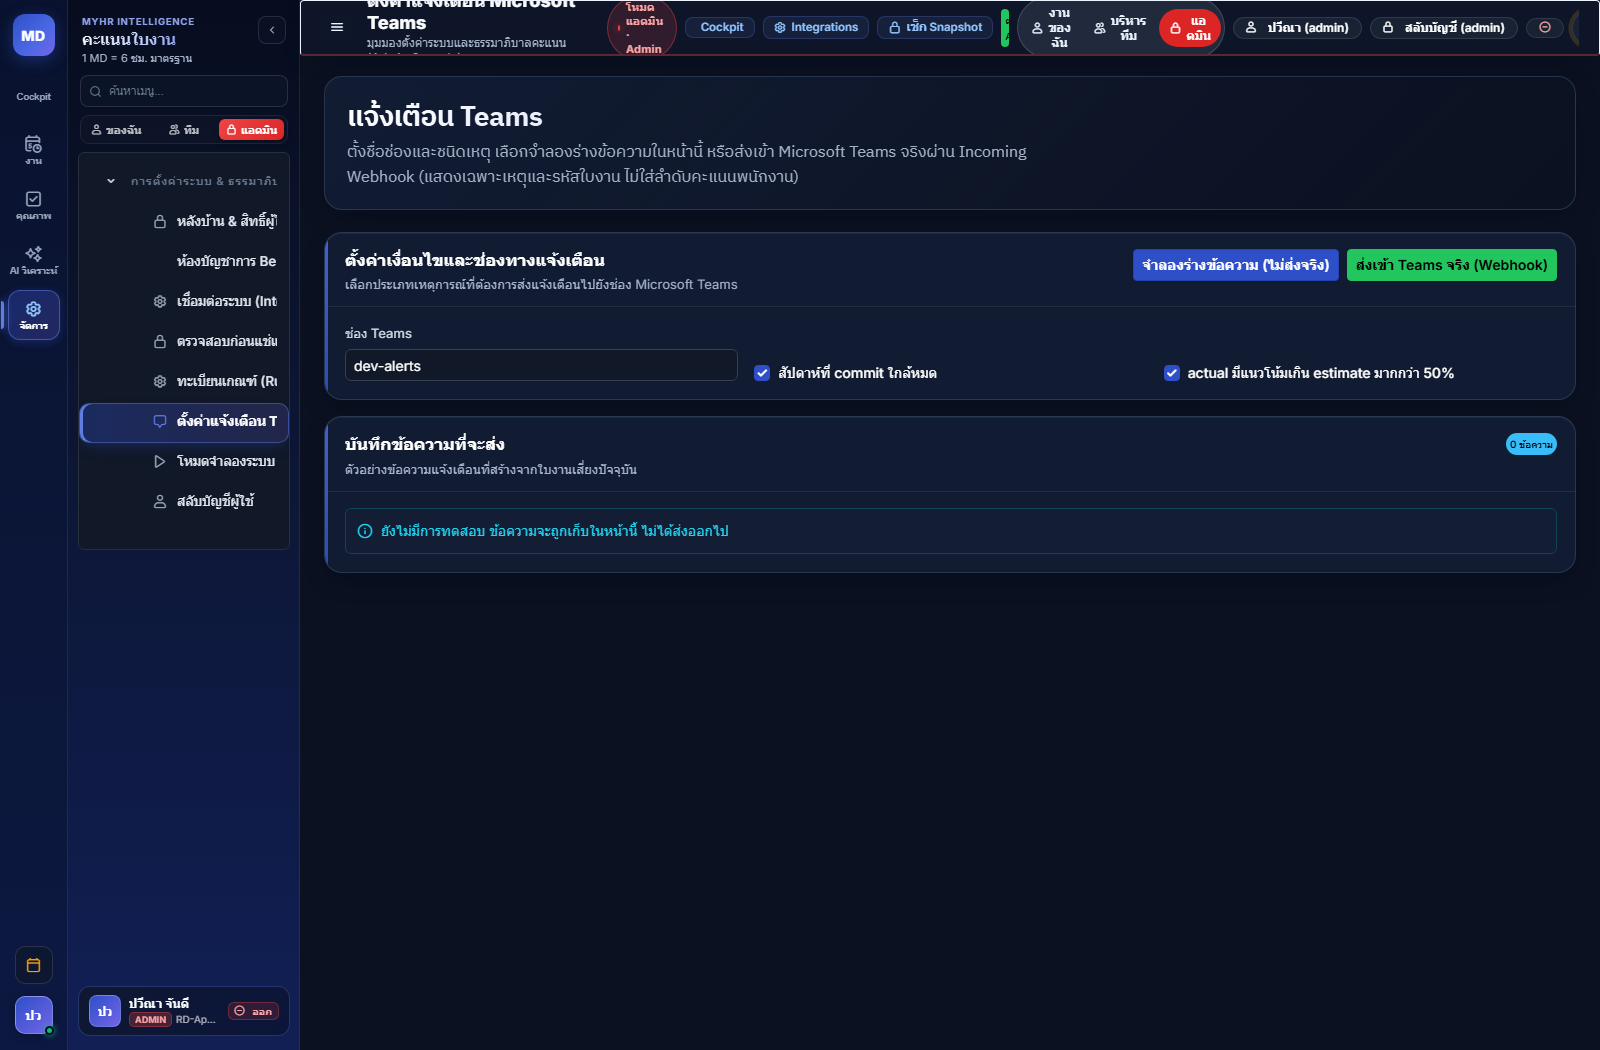 MD
Cockpit
งาน
คุณภาพ
AI วิเคราะห์
จัดการ
ปว
MYHR INTELLIGENCE
คะแนนใบงาน
1 MD = 6 ชม. มาตรฐาน
ค้นหาเมนู...
ของฉัน
ทีม
แอดมิน
การตั้งค่าระบบ & ธรรมาภิบ
หลังบ้าน & สิทธิ์ผู้ใ
ห้องบัญชาการ Be
เชื่อมต่อระบบ (Inte
ตรวจสอบก่อนแช่แ
ทะเบียนเกณฑ์ (Ru
ตั้งค่าแจ้งเตือน T
โหมดจำลองระบบ
สลับบัญชีผู้ใช้
ปว
ปวีณา จันดี
ADMIN RD-Ap...
ออก
ตั้งค่าแจ้งเตือน Microsoft
Teams
มุมมองตั้งค่าระบบและธรรมาภิบาลคะแนน
โหมด
แอดมิน
·
Admin
Cockpit
Integrations
เช็ก Snapshot
งาน
ของ
ฉัน
บริหาร
ทีม
แอ
ดมิน
ปวีณา (admin)
สลับบัญชี (admin)
แจ้งเตือน Teams
ตั้งชื่อช่องและชนิดเหตุ เลือกจำลองร่างข้อความในหน้านี้ หรือส่งเข้า Microsoft Teams จริงผ่าน Incoming
Webhook (แสดงเฉพาะเหตุและรหัสใบงาน ไม่ใส่ลำดับคะแนนพนักงาน)
ตั้งค่าเงื่อนไขและช่องทางแจ้งเตือน
เลือกประเภทเหตุการณ์ที่ต้องการส่งแจ้งเตือนไปยังช่อง Microsoft Teams
จำลองร่างข้อความ (ไม่ส่งจริง)
ส่งเข้า Teams จริง (Webhook)
ช่อง Teams
dev-alerts
สัปดาห์ที่ commit ใกล้หมด
actual มีแนวโน้มเกิน estimate มากกว่า 50%
บันทึกข้อความที่จะส่ง
ตัวอย่างข้อความแจ้งเตือนที่สร้างจากใบงานเสี่ยงปัจจุบัน
0 ข้อความ
ยังไม่มีการทดสอบ ข้อความจะถูกเก็บในหน้านี้ ไม่ได้ส่งออกไป